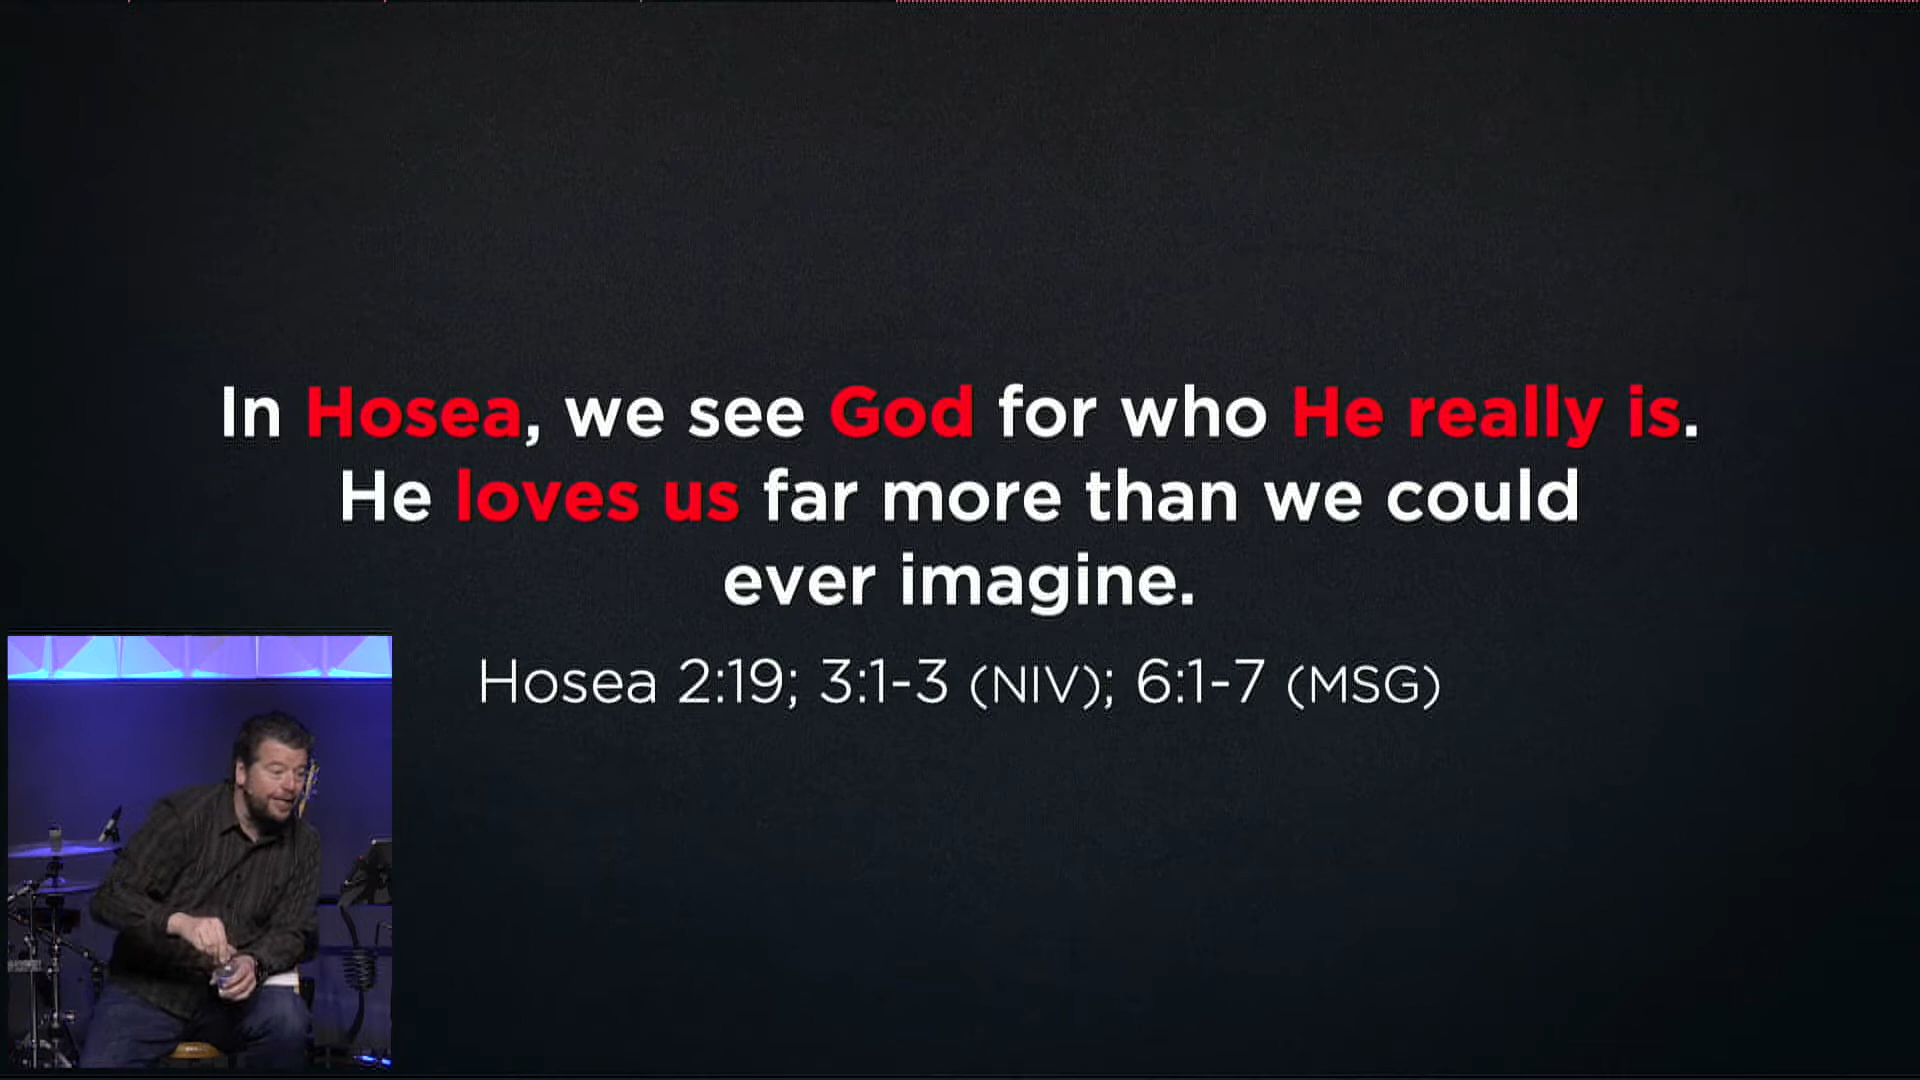 In Hosea, we see God for who He really is.
He loves us far more than we could
ever imagine.
Hosea 2:19; 3:1-3 (NIV); 6:1-7 (MSG)